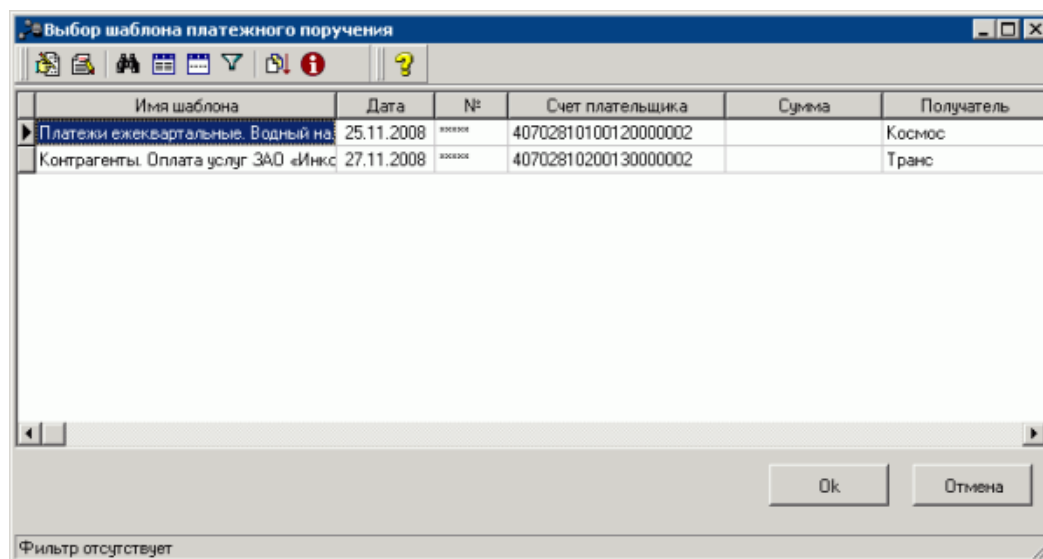 Выбор шаблона платежного поручения
Имя шаблона Дата № Счет плательщика Сумма Получатель
Платежи ежеквартальные. Водный на 25.11.2008 ****** 40702810100120000002 Космос
Контрагенты. Оплата услуг ЗАО «Инкс 27.11.2008 ****** 40702810200130000002 Транс
Ok Отмена
Фильтр отсутствует